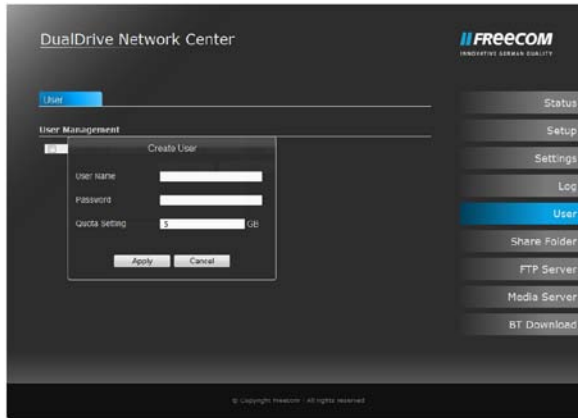 DualDrive Network Center
FREECOM
INNOVATIVE GERMAN QUALITY
User
User Management
Create User
User Name
Password
Quota Setting
5
GB
Apply
Cancel
Status
Setup
Settings
Log
User
Share Folder
FTP Server
Media Server
BT Download
© Copyright Freecom - All rights reserved